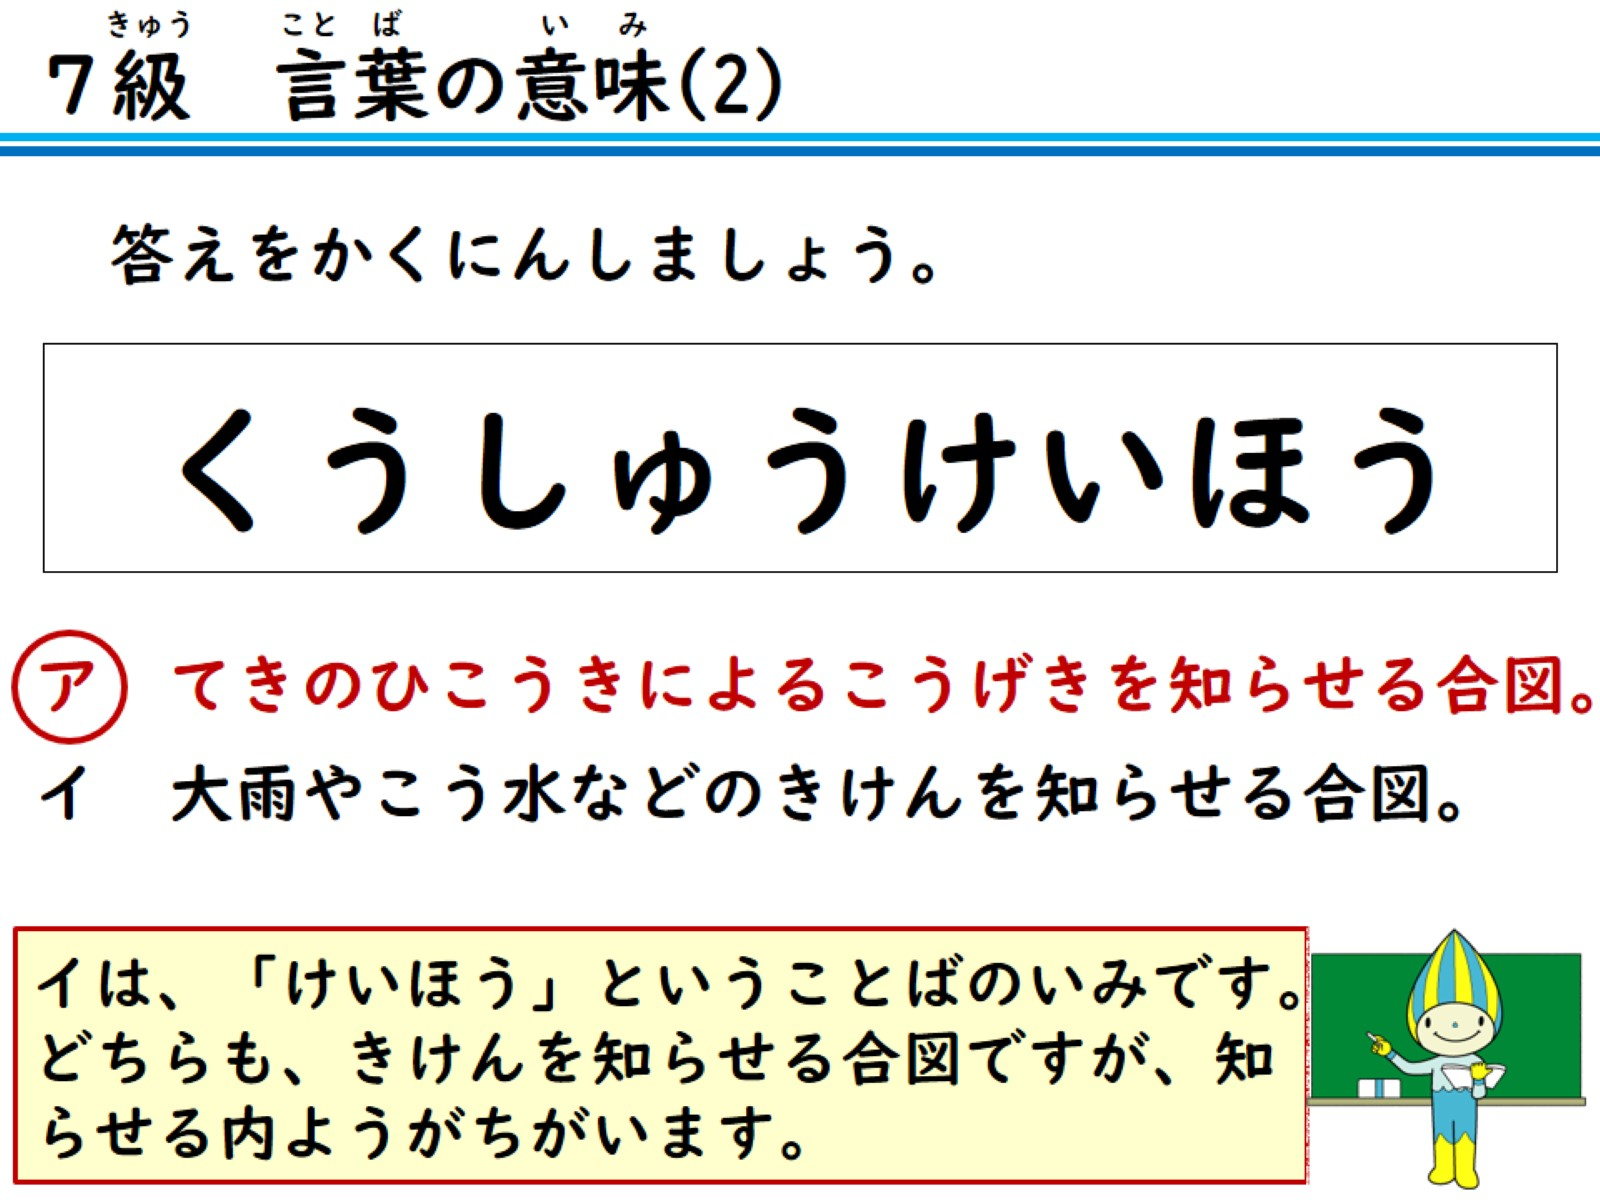 きゅう ことば いみ
7級 言葉の意味(2)
答えをかくにんしましょう。
くうしゅうけいほう
ア てきのひこうきによるこうげきを知らせる合図。
イ 大雨やこう水などのきけんを知らせる合図。
イは、「けいほう」ということばのいみです。
どちらも、きけんを知らせる合図ですが、知
らせる内ようがちがいます。